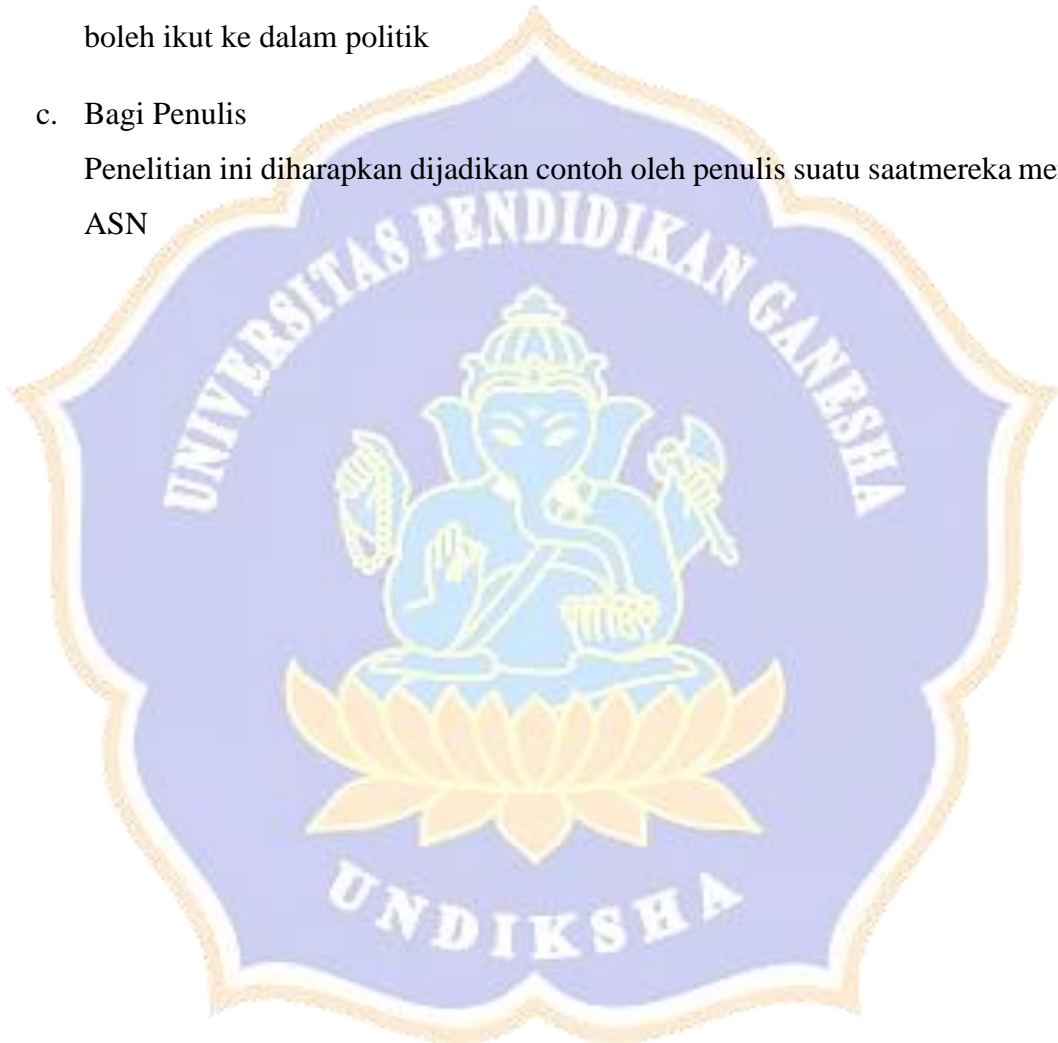 boleh ikut ke dalam politik
c. Bagi Penulis
Penelitian ini diharapkan dijadikan contoh oleh penulis suatu saatmereka me
ASN
UNIVERSITAS PENDIDIKAN GANESHA
UNDIKSHA